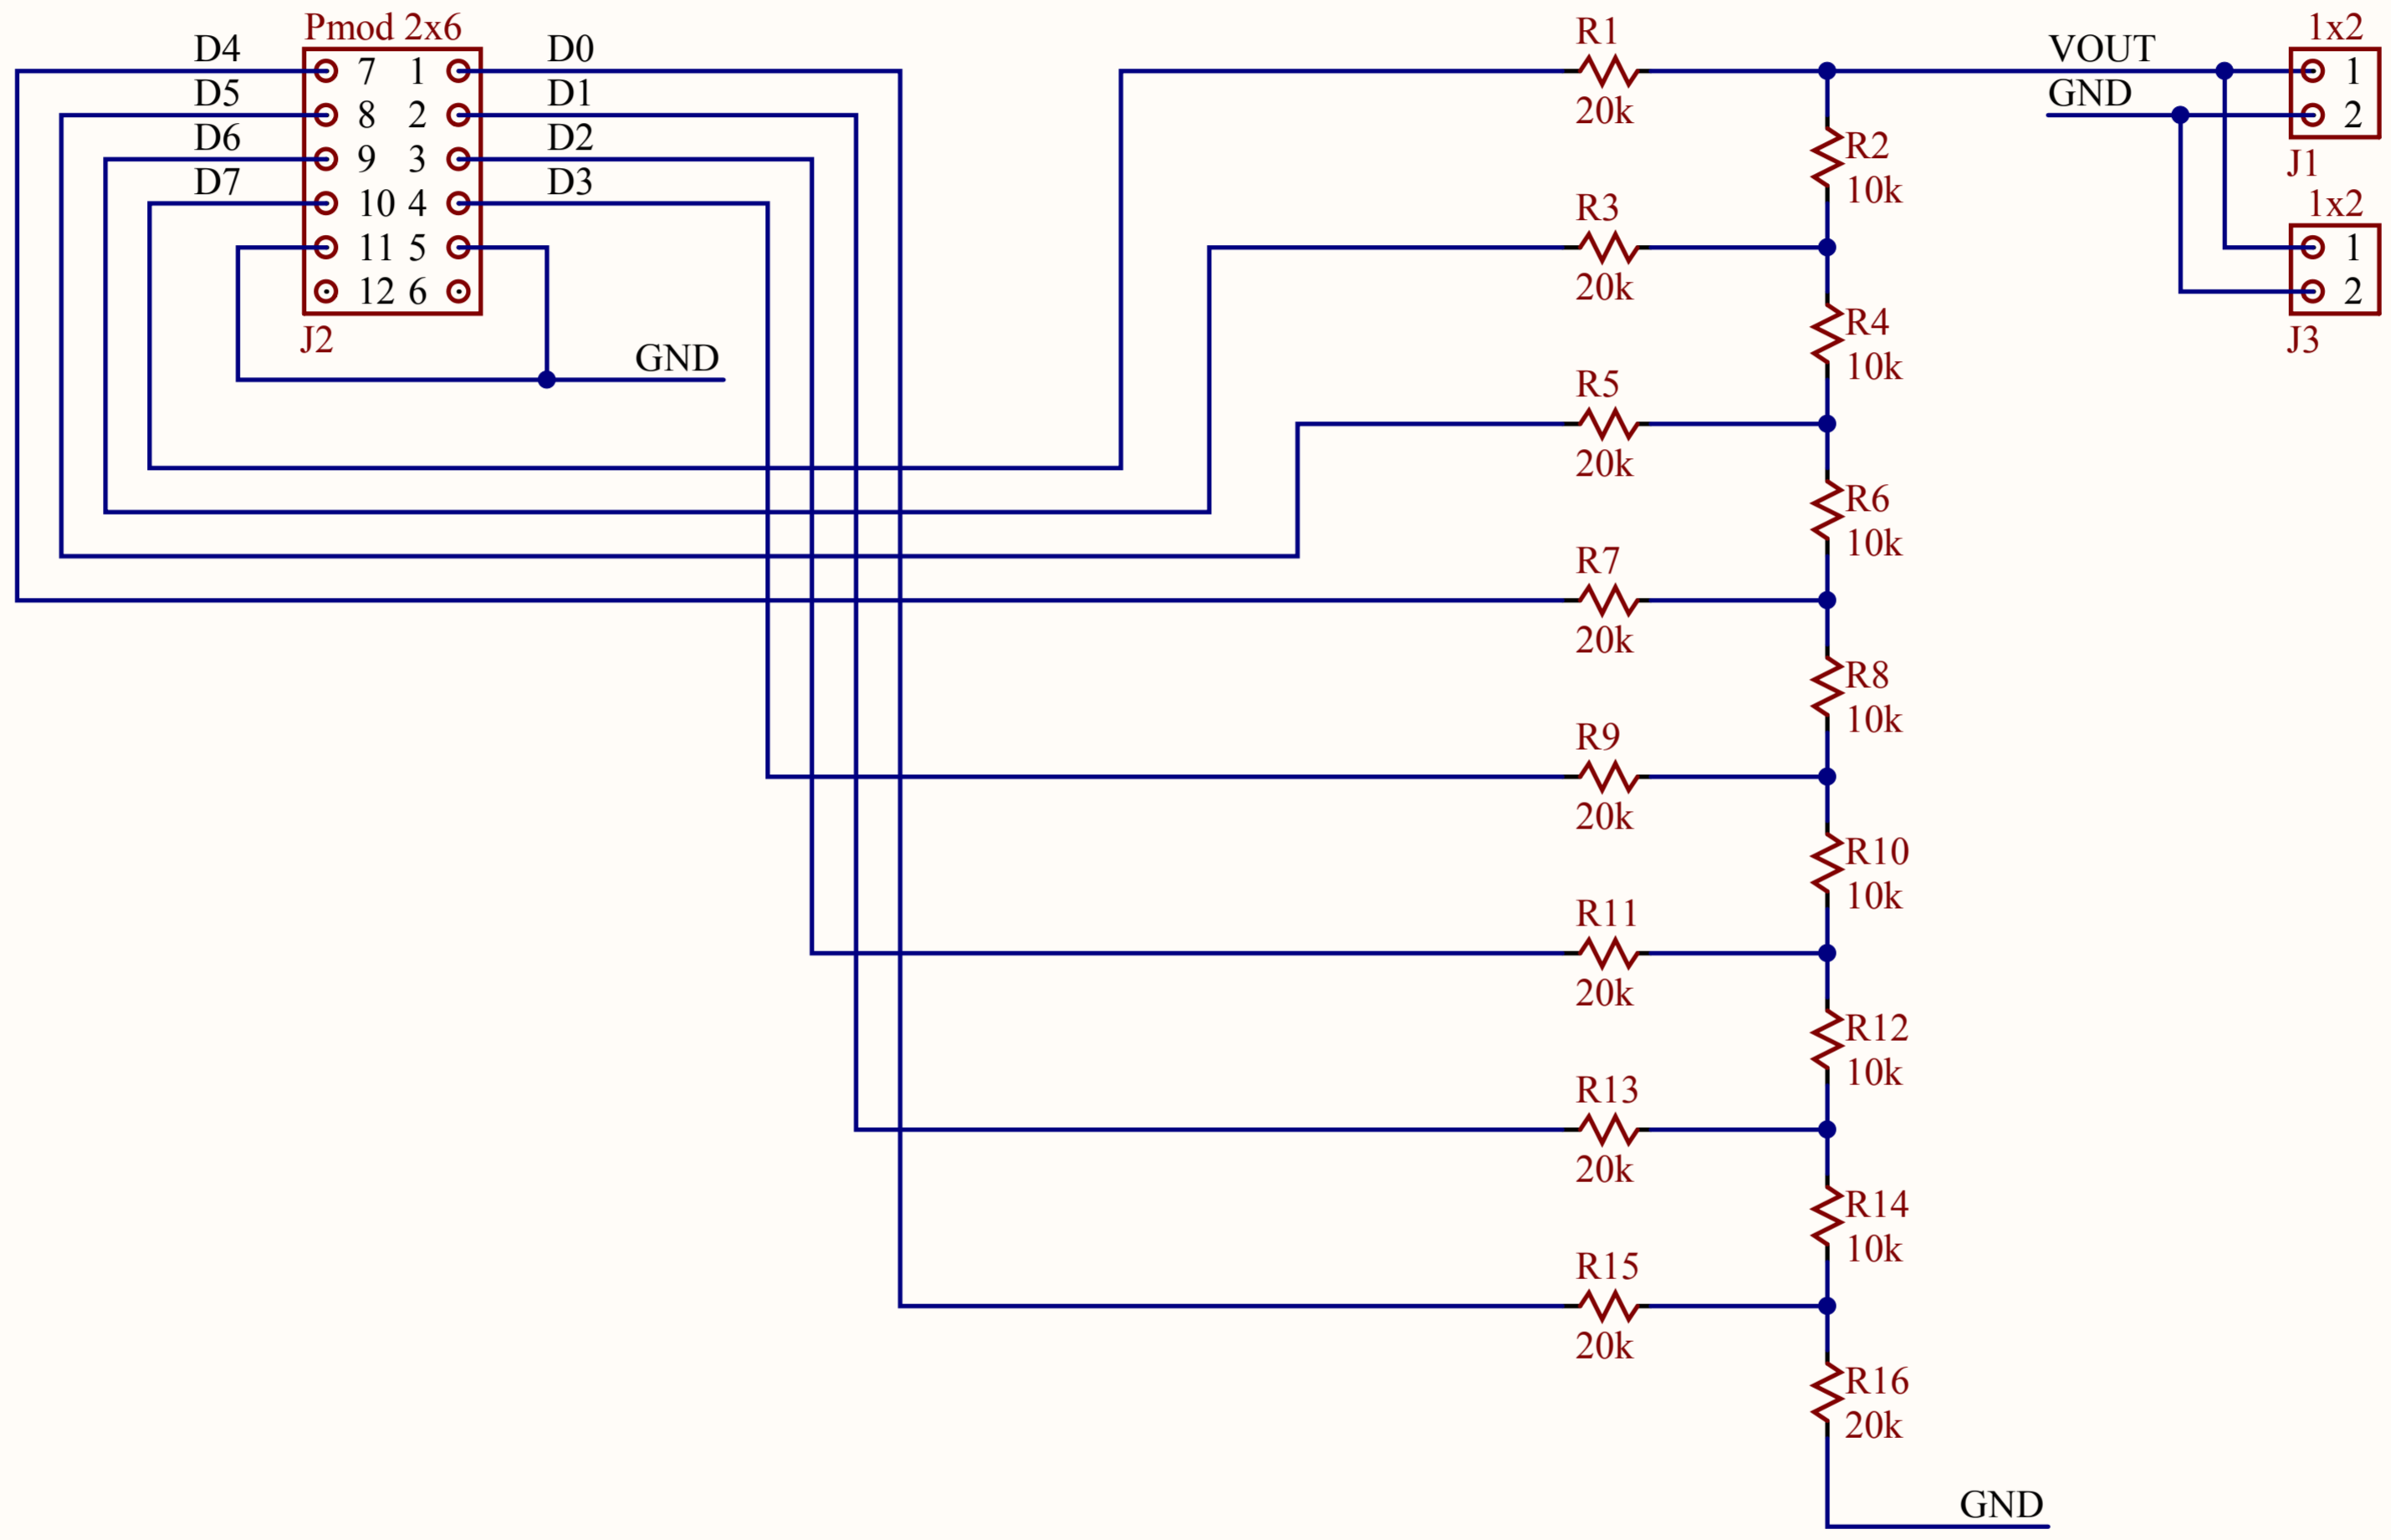 Pmod 2x6
D4
D5
D6
D7
7 1
8 2
9 3
10 4
11 5
12 6
D0
D1
D2
D3
J2
GND
R1
20k
R2
10k
R3
20k
R4
10k
R5
20k
R6
10k
R7
20k
R8
10k
R9
20k
R10
10k
R11
20k
R12
10k
R13
20k
R14
10k
R15
20k
R16
20k
GND
VOUT
GND
1x2
1
2
J1
1x2
1
2
J3